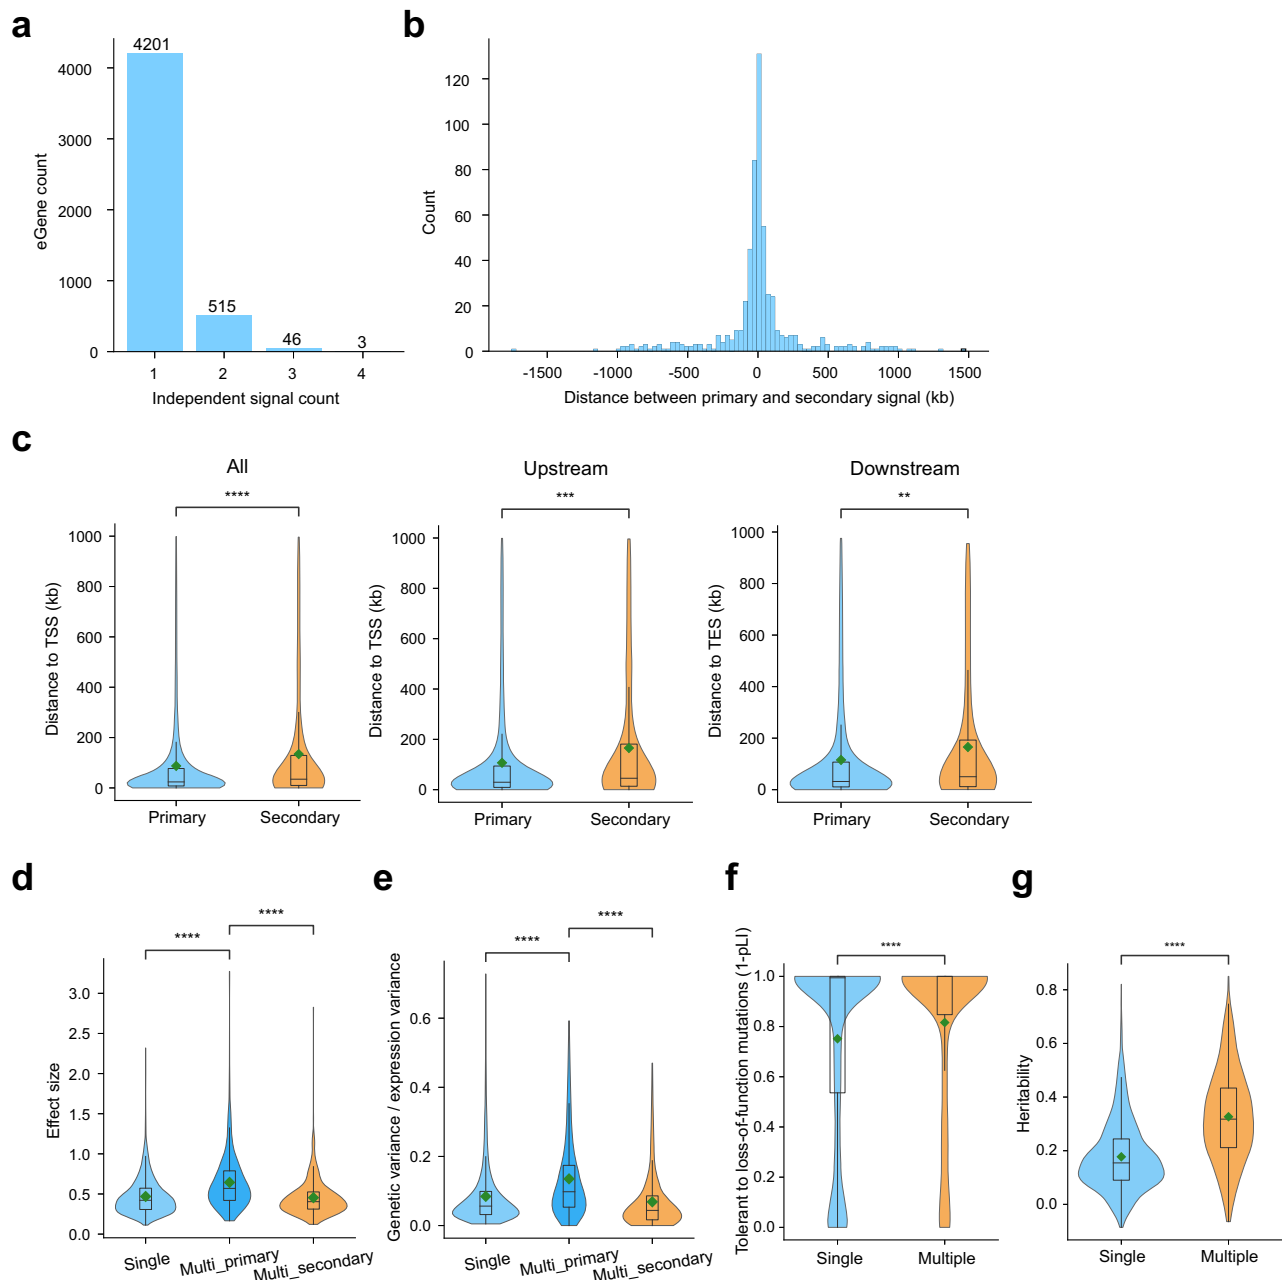 a
4201
515
46
3
4000
3000
2000
1000
0
eGene count
1 2 3 4
Independent signal count
b
120
100
80
60
40
20
0
Count
-1500 -1000 -500 0 500 1000 1500
Distance between primary and secondary signal (kb)
c
All
****
1000
800
600
400
200
0
Distance to TSS (kb)
Primary Secondary
Upstream
***
1000
800
600
400
200
0
Distance to TSS (kb)
Primary Secondary
Downstream
**
1000
800
600
400
200
0
Distance to TES (kb)
Primary Secondary
d
****
****
3.0
2.5
2.0
1.5
1.0
0.5
0.0
Effect size
Single Multi_primary Multi_secondary
e
****
****
0.6
0.4
0.2
0.0
Genetic variance / expression variance
Single Multi_primary Multi_secondary
f
****
1.0
0.8
0.6
0.4
0.2
0.0
Tolerant to loss-of-function mutations (1-pLI)
Single Multiple
g
****
0.8
0.6
0.4
0.2
0.0
Heritability
Single Multiple